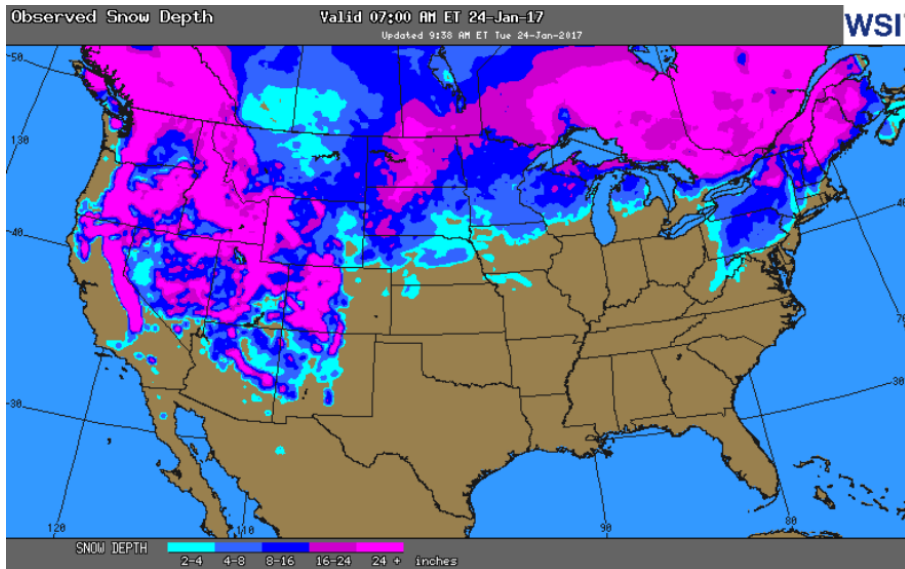 Observed Snow Depth Valid 07:00 AM ET 24-Jan-17
Updated 9:38 AM ET Tue 24-Jan-2017
WSI
50
130
40
40
70
30
30
120
110
90
80
SNOW DEPTH
2-4 4-8 8-16 16-24 24 + inches